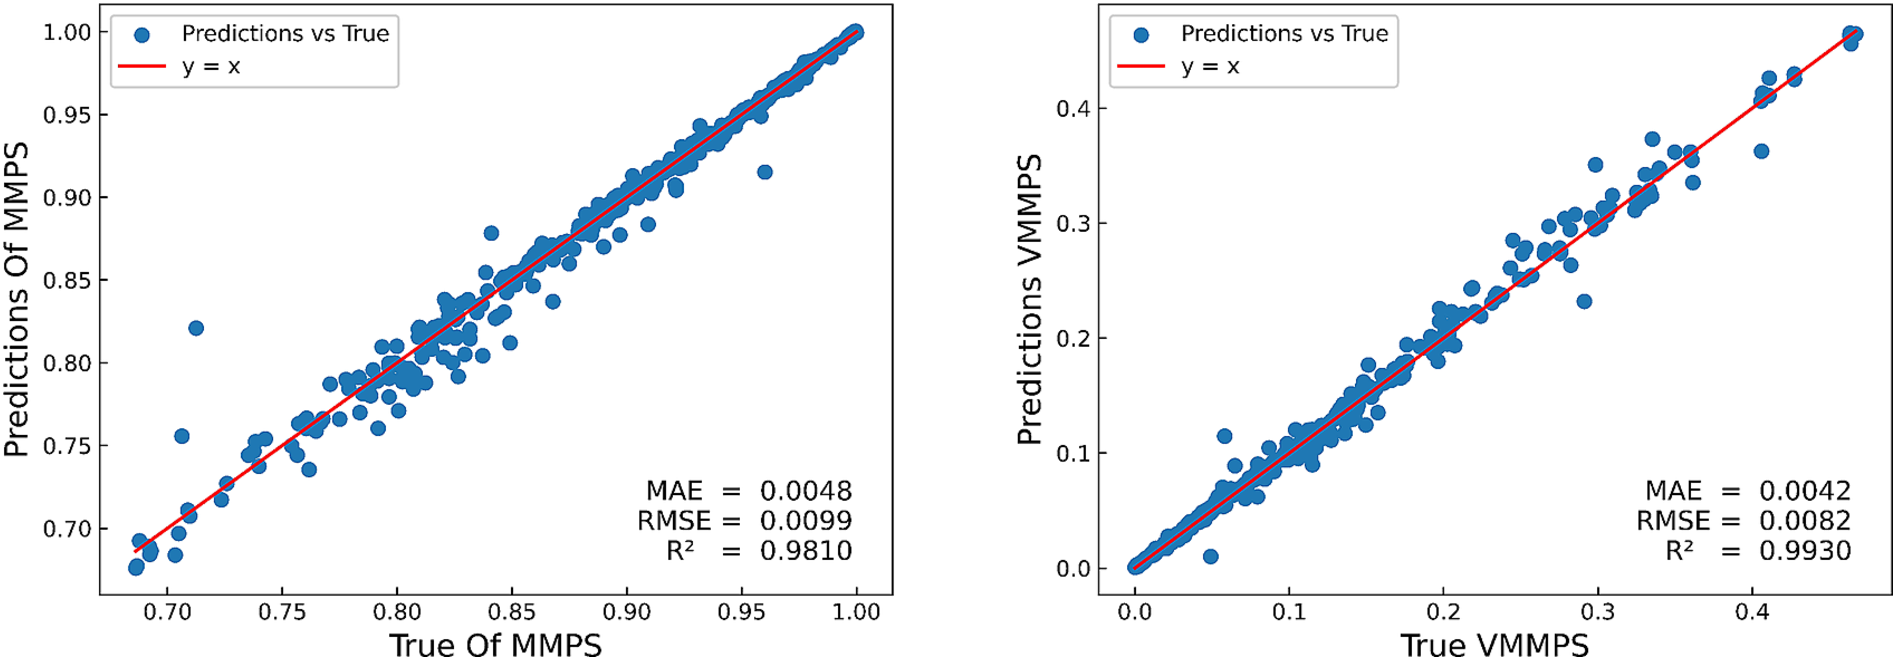 Predictions vs True
y = x
1.00
0.95
0.90
0.85
0.80
0.75
0.70
Predictions Of MMPS
MAE = 0.0048
RMSE = 0.0099
R² = 0.9810
0.70 0.75 0.80 0.85 0.90 0.95 1.00
True Of MMPS
Predictions vs True
y = x
0.4
0.3
0.2
0.1
0.0
Predictions VMMPS
MAE = 0.0042
RMSE = 0.0082
R² = 0.9930
0.0 0.1 0.2 0.3 0.4
True VMMPS